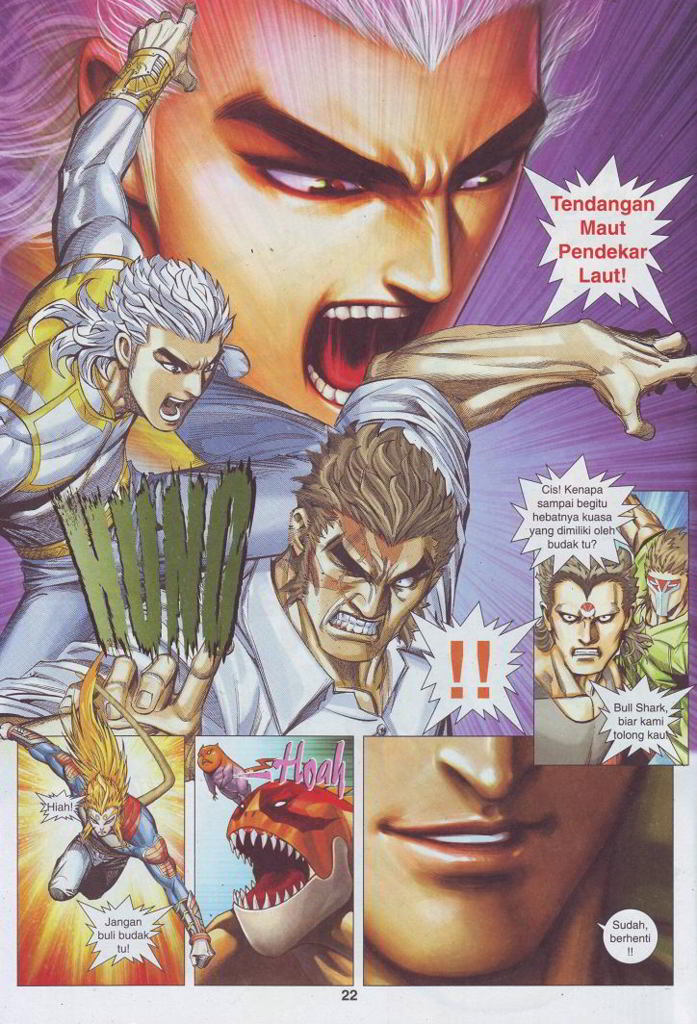 Tendangan
Maut
Pendekar
Laut!
Cis! Kenapa
sampai begitu
hebatnya kuasa
yang dimiliki oleh
budak tu?
!!
Bull Shark,
biar kami
tolong kau!
Hiah!
Jangan
buli budak
tu!
Hoah
Sudah,
berhenti
!!
22